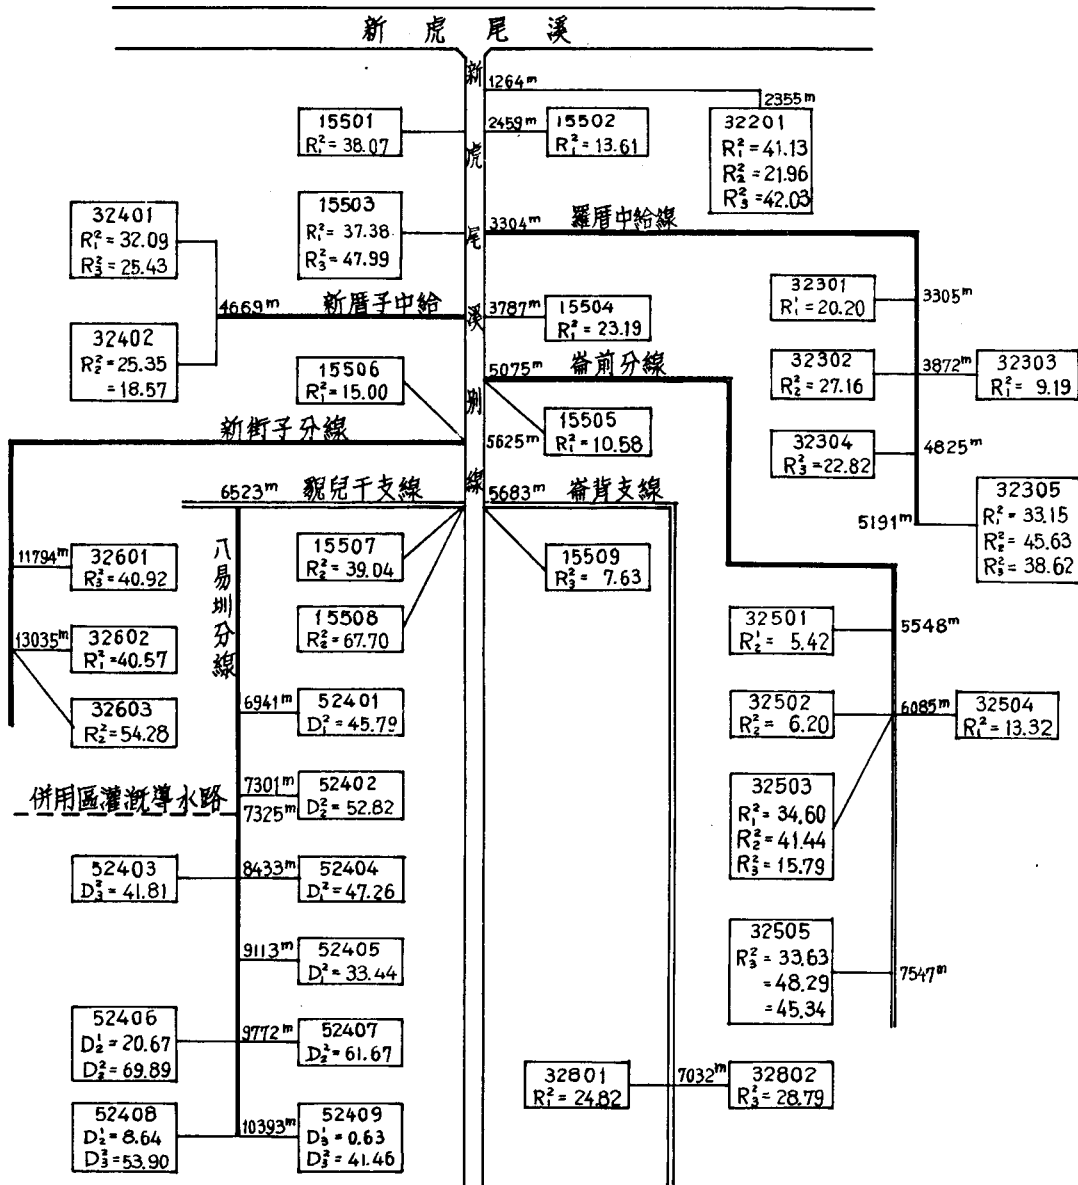 新虎尾溪
新虎尾溪別線
1264m
2355m
15501
R₁²=38.07
2459m
15502
R₁²=13.61
32201
R₁²=41.13
R₂²=21.96
R₃²=42.03
32401
R₁²=32.09
R₃²=25.43
15503
R₁²=37.38
R₃²=47.99
3304m
羅厝中給線
32301
R₁¹=20.20
3305m
4669m
新厝子中給
3787m
15504
R₁²=23.19
32402
R₂²=25.35
=18.57
15506
R₁²=15.00
5075m
崙前分線
32302
R₂²=27.16
3872m
32303
R₁²=9.19
新街子分線
5625m
15505
R₁²=10.58
32304
R₃²=22.82
4825m
6523m
貌兒干支線
5683m
崙背支線
5191m
32305
R₁²=33.15
R₂²=45.63
R₃²=38.62
11794m
32601
R₃²=40.92
八易圳分線
15507
R₂²=39.04
15509
R₃²=7.63
15508
R₂²=67.70
32501
R₂¹=5.42
5548m
13035m
32602
R₁²=40.57
32603
R₂²=54.28
6941m
52401
D₁²=45.79
32502
R₂²=6.20
6085m
32504
R₁²=13.32
7301m
52402
D₂²=52.82
併用區灌漑導水路
7325m
32503
R₁²=34.60
R₂²=41.44
R₃²=15.79
52403
D₃²=41.81
8433m
52404
D₁²=47.26
9113m
52405
D₁²=33.44
32505
R₃²=33.63
=48.29
=45.34
7547m
52406
D₂¹=20.67
D₂²=69.89
9772m
52407
D₂²=61.67
32801
R₁²=24.82
7032m
32802
R₃²=28.79
52408
D₂¹=8.64
D₃²=53.90
10393m
52409
D₃¹=0.63
D₃²=41.46